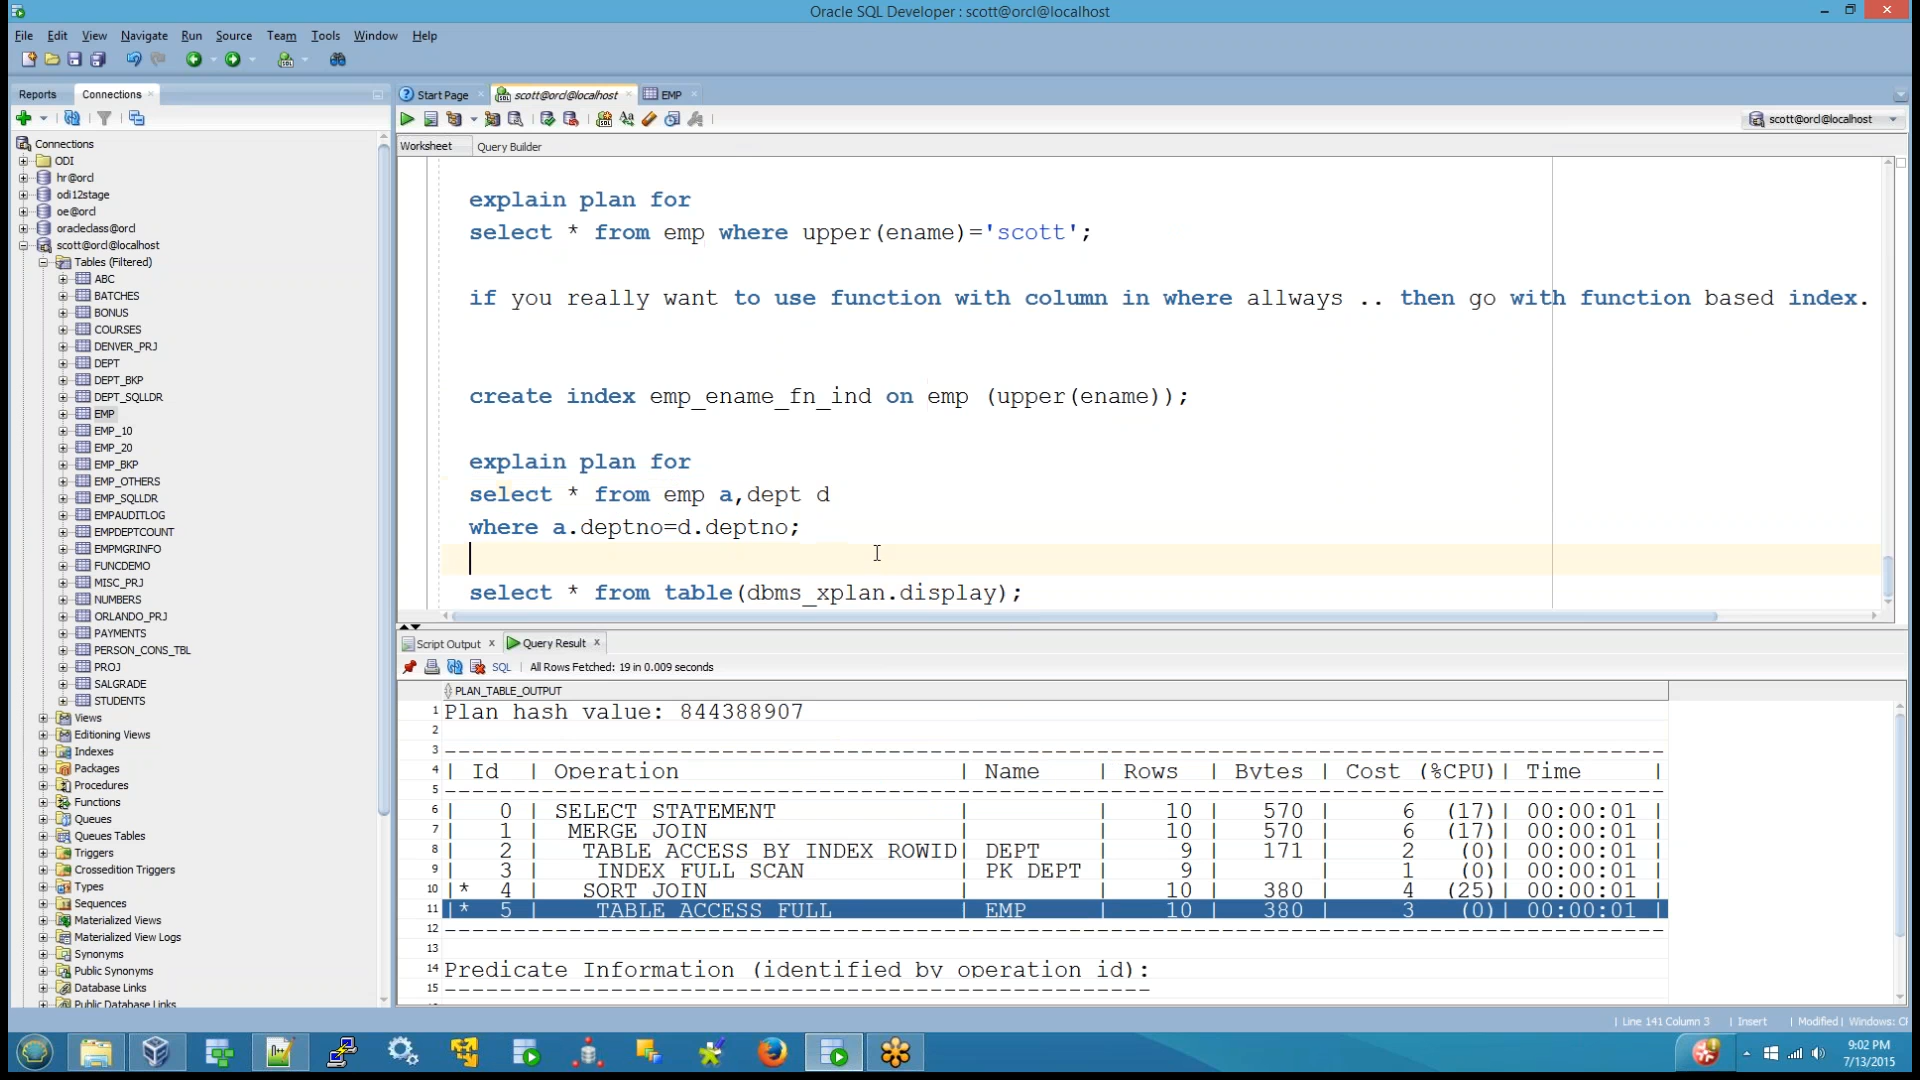 Oracle SQL Developer : scott@orcl@localhost
File Edit View Navigate Run Source Team Tools Window Help
Reports Connections
Start Page scott@orcl@localhost EMP
scott@orcl@localhost
Worksheet Query Builder
Connections
ODI
hr@orcl
odi12stage
oe@orcl
oracleclass@orcl
scott@orcl@localhost
Tables (Filtered)
ABC
BATCHES
BONUS
COURSES
DENVER_PRJ
DEPT
DEPT_BKP
DEPT_SQLLDR
EMP
EMP_10
EMP_20
EMP_BKP
EMP_OTHERS
EMP_SQLLDR
EMPAUDITLOG
EMPDEPTCOUNT
EMPMGRINFO
FUNCDEMO
MISC_PRJ
NUMBERS
ORLANDO_PRJ
PAYMENTS
PERSON_CONS_TBL
PROJ
SALGRADE
STUDENTS
Views
Editioning Views
Indexes
Packages
Procedures
Functions
Queues
Queues Tables
Triggers
Crossedition Triggers
Types
Sequences
Materialized Views
Materialized View Logs
Synonyms
Public Synonyms
Database Links
Public Database Links
explain plan for
select * from emp where upper(ename)='scott';
if you really want to use function with column in where allways .. then go with function based index.
create index emp_ename_fn_ind on emp (upper(ename));
explain plan for
select * from emp a,dept d
where a.deptno=d.deptno;
select * from table(dbms_xplan.display);
Script Output Query Result
SQL | All Rows Fetched: 19 in 0.009 seconds
PLAN_TABLE_OUTPUT
1 Plan hash value: 844388907
2
3 ----------------------------------------------------------------------------------------
4 | Id | Operation | Name | Rows | Bytes | Cost (%CPU)| Time |
5 ----------------------------------------------------------------------------------------
6 | 0 | SELECT STATEMENT | | 10 | 570 | 6 (17)| 00:00:01 |
7 | 1 | MERGE JOIN | | 10 | 570 | 6 (17)| 00:00:01 |
8 | 2 | TABLE ACCESS BY INDEX ROWID| DEPT | 9 | 171 | 2 (0)| 00:00:01 |
9 | 3 | INDEX FULL SCAN | PK_DEPT | 9 | | 1 (0)| 00:00:01 |
10 |* 4 | SORT JOIN | | 10 | 380 | 4 (25)| 00:00:01 |
11 |* 5 | TABLE ACCESS FULL | EMP | 10 | 380 | 3 (0)| 00:00:01 |
12 ----------------------------------------------------------------------------------------
13
14 Predicate Information (identified by operation id):
15 ---------------------------------------------------
| Line 141 Column 3 | Insert | Modified | Windows:
9:02 PM
7/13/2015